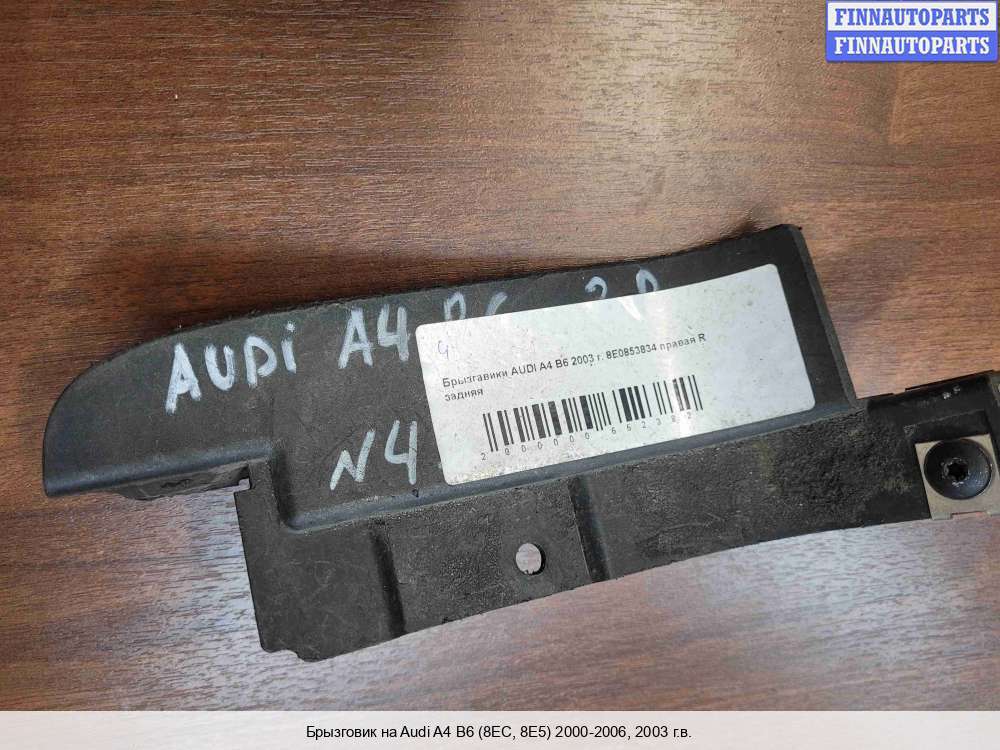 FINNAUTOPARTS
FINNAUTOPARTS
AUDi A4
Брызгавики AUDI A4 B6 2003 г. 8E0853834 правая R
задняя
2000000662382
N4
Брызговик на Audi A4 B6 (8EC, 8E5) 2000-2006, 2003 г.в.